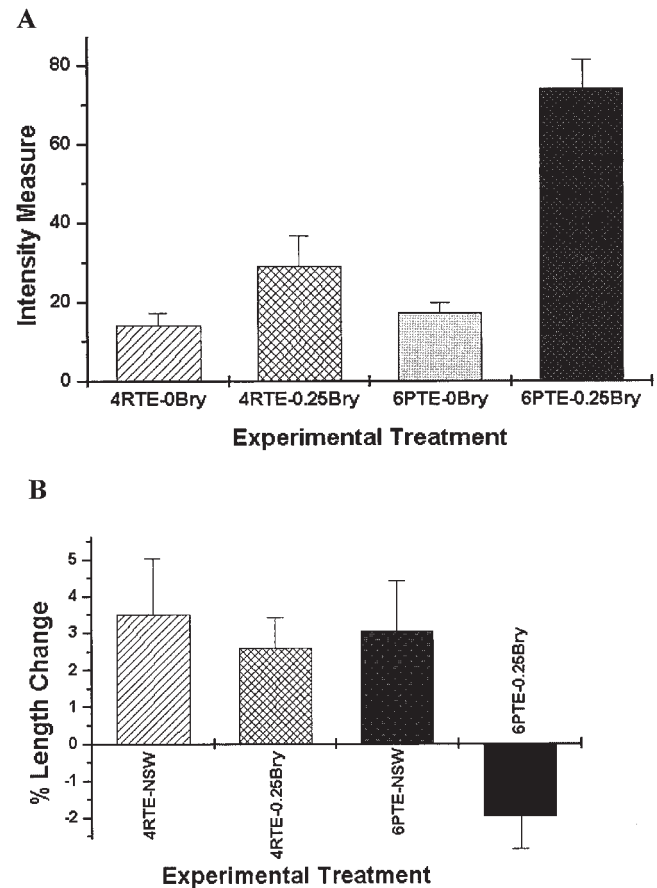 A
Intensity Measure
80
60
40
20
0
4RTE-0Bry 4RTE-0.25Bry 6PTE-0Bry 6PTE-0.25Bry
Experimental Treatment
B
% Length Change
5
4
3
2
1
0
-1
-2
4RTE-NSW
4RTE-0.25Bry
6PTE-NSW
6PTE-0.25Bry
Experimental Treatment